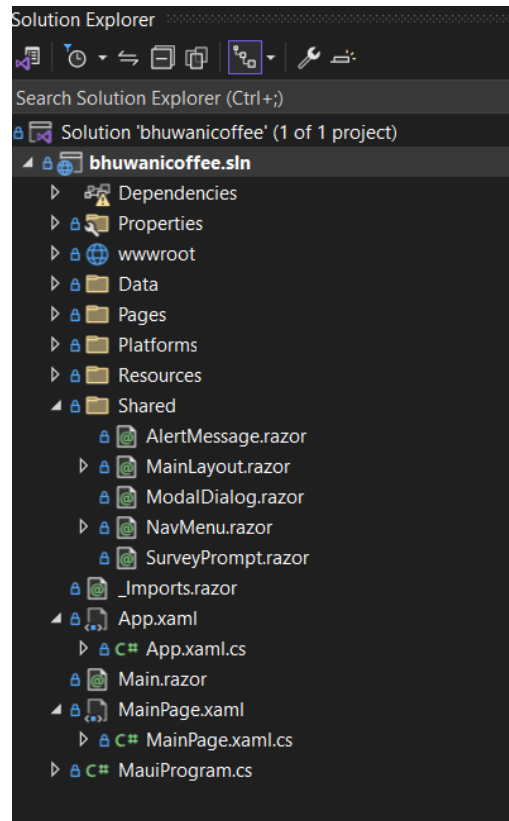 Solution Explorer
Search Solution Explorer (Ctrl+;)
Solution 'bhuwanicoffee' (1 of 1 project)
bhuwanicoffee.sln
Dependencies
Properties
wwwroot
Data
Pages
Platforms
Resources
Shared
AlertMessage.razor
MainLayout.razor
ModalDialog.razor
NavMenu.razor
SurveyPrompt.razor
_Imports.razor
App.xaml
C# App.xaml.cs
Main.razor
MainPage.xaml
C# MainPage.xaml.cs
C# MauiProgram.cs